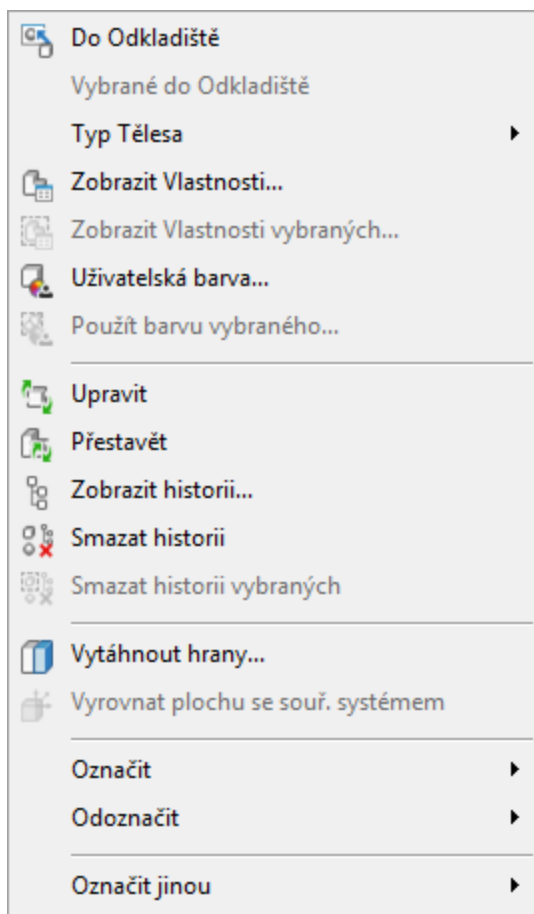 Do Odkladiště
Vybrané do Odkladiště
Typ Tělesa
Zobrazit Vlastnosti...
Zobrazit Vlastnosti vybraných...
Uživatelská barva...
Použít barvu vybraného...
Upravit
Přestavět
Zobrazit historii...
Smazat historii
Smazat historii vybraných
Vytáhnout hrany...
Vyrovnat plochu se souř. systémem
Označit
Odoznačit
Označit jinou